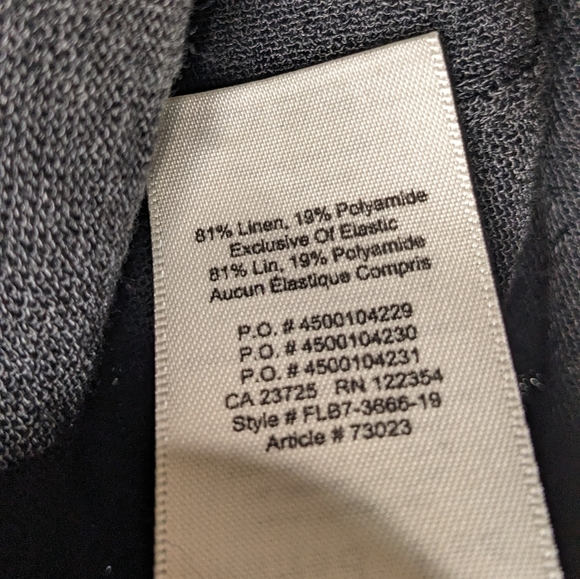 81% Linen, 19% Polyamide
Exclusive Of Elastic
81% Lin, 19% Polyamide
Aucun Élastique Compris
P.O. # 4500104229
P.O. # 4500104230
P.O. # 4500104231
CA 23725 RN 122354
Style # FLB7-3666-19
Article # 73023